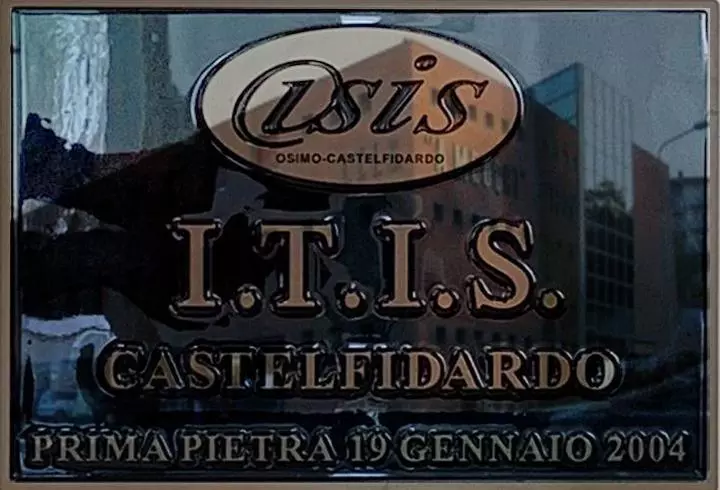 @isis
OSIMO-CASTELFIDARDO
I.T.I.S.
CASTELFIDARDO
PRIMA PIETRA 19 GENNAIO 2004